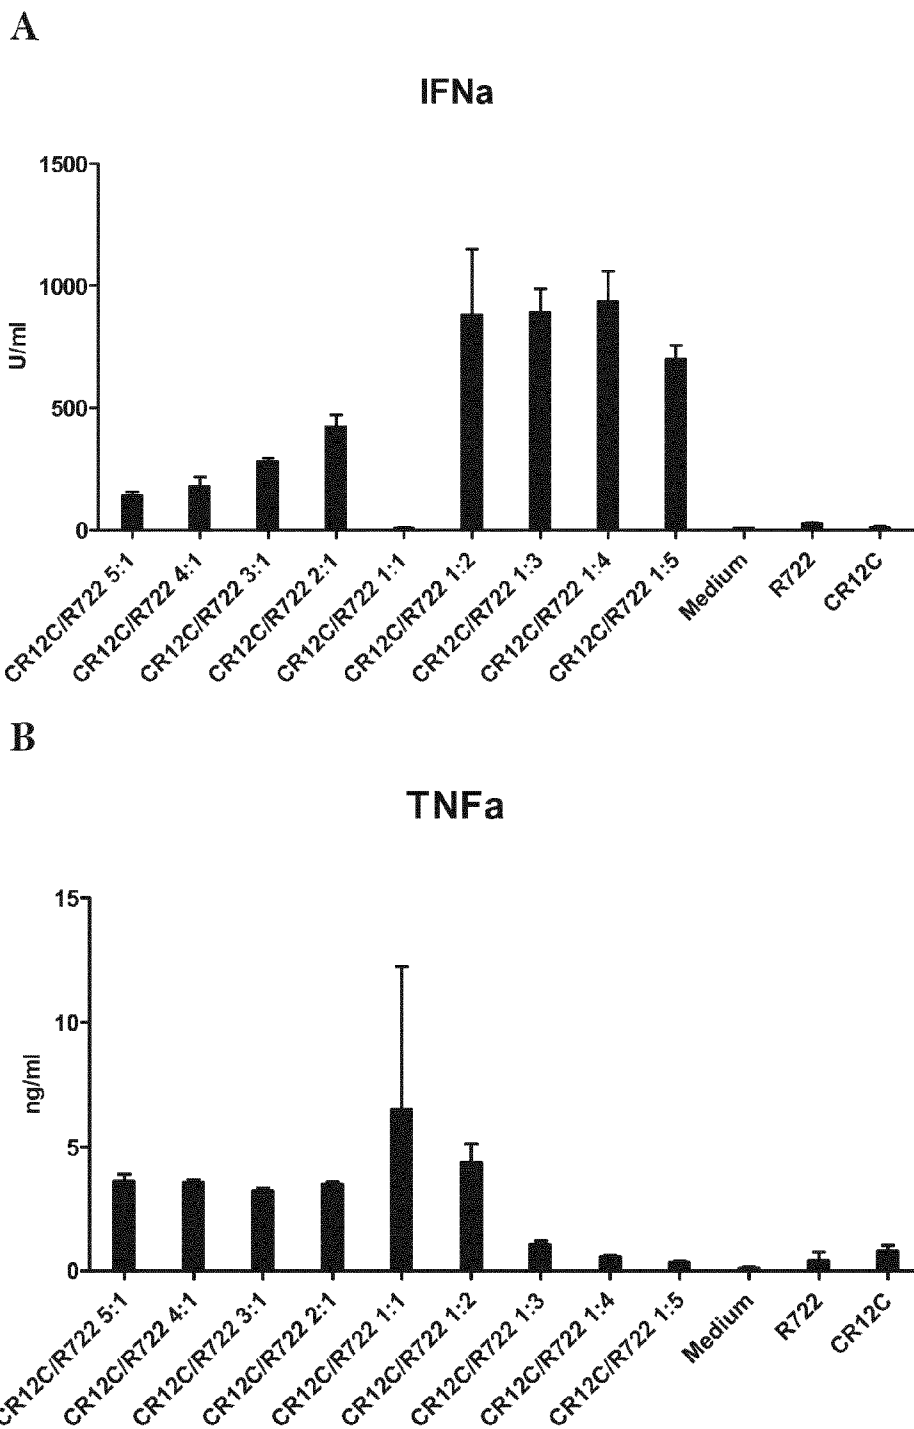 A
IFNa
1500
1000
500
0
U/ml
CR12C/R722 5:1
CR12C/R722 4:1
CR12C/R722 3:1
CR12C/R722 2:1
CR12C/R722 1:1
CR12C/R722 1:2
CR12C/R722 1:3
CR12C/R722 1:4
CR12C/R722 1:5
Medium
R722
CR12C
B
TNFa
15
10
5
0
ng/ml
CR12C/R722 5:1
CR12C/R722 4:1
CR12C/R722 3:1
CR12C/R722 2:1
CR12C/R722 1:1
CR12C/R722 1:2
CR12C/R722 1:3
CR12C/R722 1:4
CR12C/R722 1:5
Medium
R722
CR12C